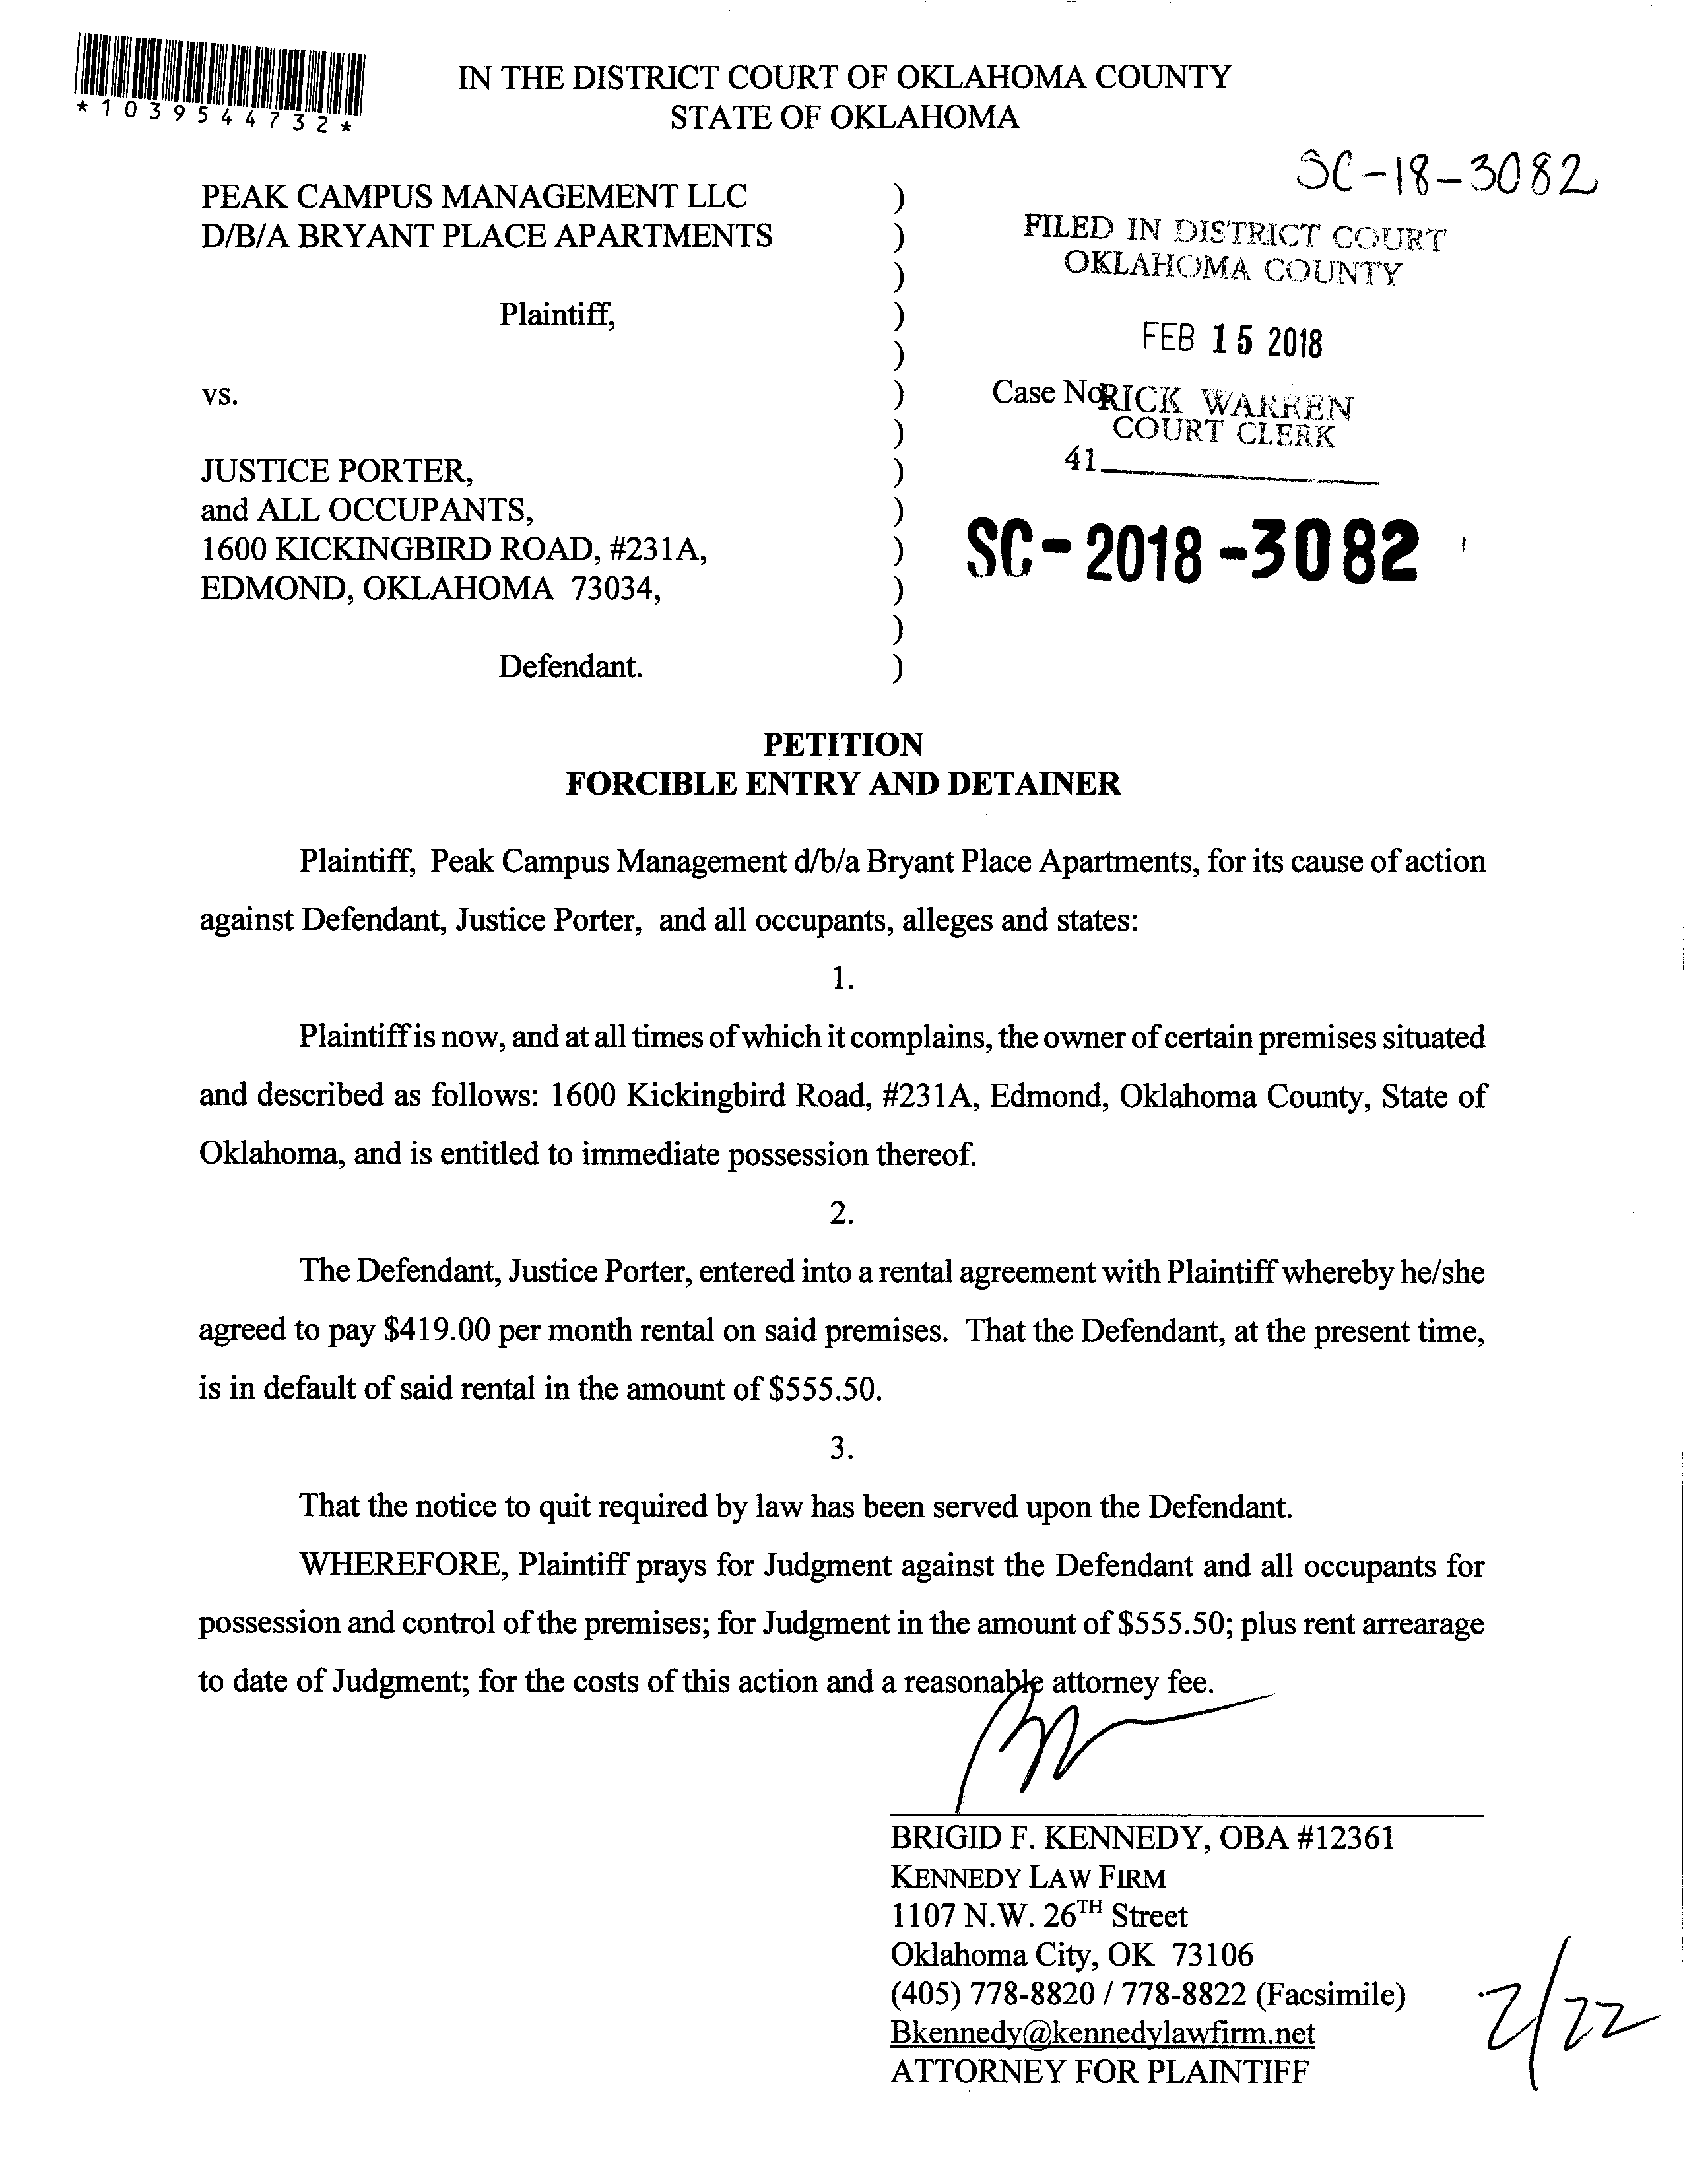 *1039544732*
IN THE DISTRICT COURT OF OKLAHOMA COUNTY
STATE OF OKLAHOMA
SC-18-3082
PEAK CAMPUS MANAGEMENT LLC )
D/B/A BRYANT PLACE APARTMENTS )
FILED IN DISTRICT COURT
OKLAHOMA COUNTY
)
Plaintiff, )
FEB 15 2018
)
vs. ) Case No.
RICK WARREN
COURT CLERK
)
41
JUSTICE PORTER, )
and ALL OCCUPANTS, )
1600 KICKINGBIRD ROAD, #231A, ) SC-2018-3082
EDMOND, OKLAHOMA 73034, )
)
Defendant. )
PETITION
FORCIBLE ENTRY AND DETAINER
Plaintiff, Peak Campus Management d/b/a Bryant Place Apartments, for its cause of action
against Defendant, Justice Porter, and all occupants, alleges and states:
1.
Plaintiff is now, and at all times of which it complains, the owner of certain premises situated
and described as follows: 1600 Kickingbird Road, #231A, Edmond, Oklahoma County, State of
Oklahoma, and is entitled to immediate possession thereof.
2.
The Defendant, Justice Porter, entered into a rental agreement with Plaintiff whereby he/she
agreed to pay $419.00 per month rental on said premises. That the Defendant, at the present time,
is in default of said rental in the amount of $555.50.
3.
That the notice to quit required by law has been served upon the Defendant.
WHEREFORE, Plaintiff prays for Judgment against the Defendant and all occupants for
possession and control of the premises; for Judgment in the amount of $555.50; plus rent arrearage
to date of Judgment; for the costs of this action and a reasonable attorney fee.
BRIGID F. KENNEDY, OBA #12361
KENNEDY LAW FIRM
1107 N.W. 26TH Street
Oklahoma City, OK 73106
(405) 778-8820 / 778-8822 (Facsimile)
Bkennedy@kennedylawfirm.net
ATTORNEY FOR PLAINTIFF
2/22